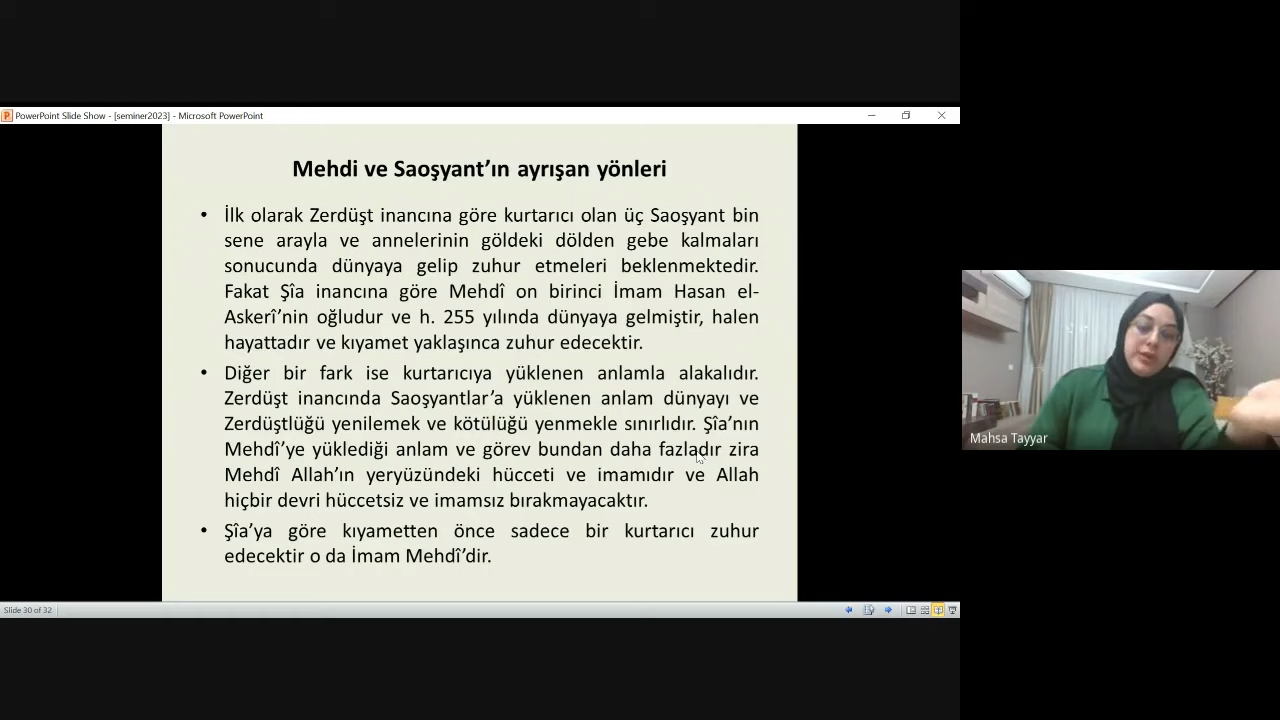 PowerPoint Slide Show - [seminer2023] - Microsoft PowerPoint
Mehdi ve Saoşyant’ın ayrışan yönleri
• İlk olarak Zerdüşt inancına göre kurtarıcı olan üç Saoşyant bin
sene arayla ve annelerinin göldeki dölden gebe kalmaları
sonucunda dünyaya gelip zuhur etmeleri beklenmektedir.
Fakat Şîa inancına göre Mehdî on birinci İmam Hasan el-
Askerî’nin oğludur ve h. 255 yılında dünyaya gelmiştir, halen
hayattadır ve kıyamet yaklaşınca zuhur edecektir.
• Diğer bir fark ise kurtarıcıya yüklenen anlamla alakalıdır.
Zerdüşt inancında Saoşyantlar’a yüklenen anlam dünyayı ve
Zerdüştlüğü yenilemek ve kötülüğü yenmekle sınırlıdır. Şîa’nın
Mehdî’ye yüklediği anlam ve görev bundan daha fazladır zira
Mehdî Allah’ın yeryüzündeki hücceti ve imamıdır ve Allah
hiçbir devri hüccetsiz ve imamsız bırakmayacaktır.
• Şîa’ya göre kıyametten önce sadece bir kurtarıcı zuhur
edecektir o da İmam Mehdî’dir.
Slide 30 of 32
Mahsa Tayyar